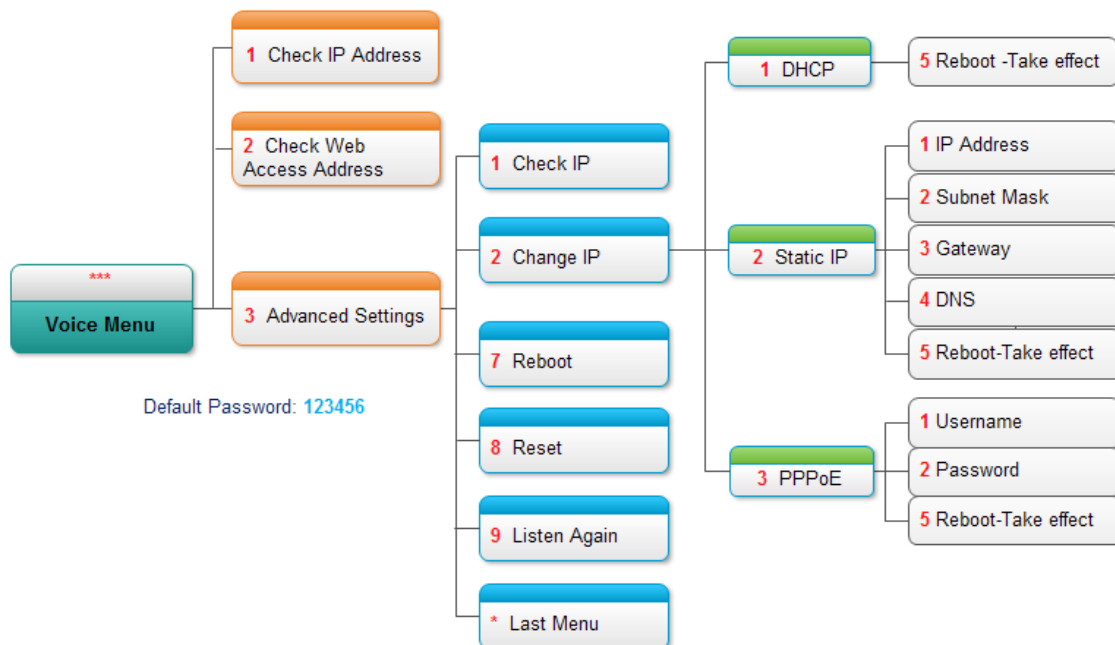 ***
Voice Menu
Default Password: 123456
1 Check IP Address
2 Check Web
Access Address
3 Advanced Settings
1 Check IP
2 Change IP
7 Reboot
8 Reset
9 Listen Again
* Last Menu
1 DHCP
2 Static IP
3 PPPoE
5 Reboot -Take effect
1 IP Address
2 Subnet Mask
3 Gateway
4 DNS
5 Reboot-Take effect
1 Username
2 Password
5 Reboot-Take effect